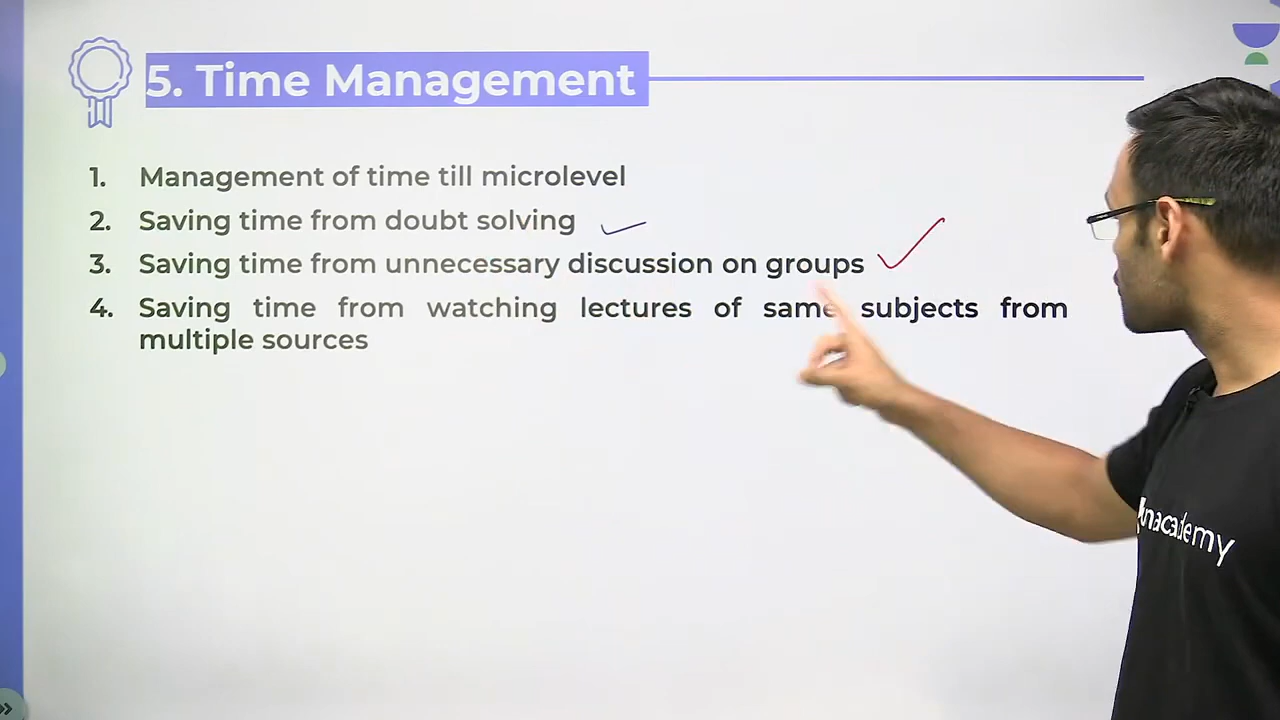 5. Time Management
1. Management of time till microlevel
2. Saving time from doubt solving
3. Saving time from unnecessary discussion on groups
4. Saving time from watching lectures of same subjects from
multiple sources
unacademy